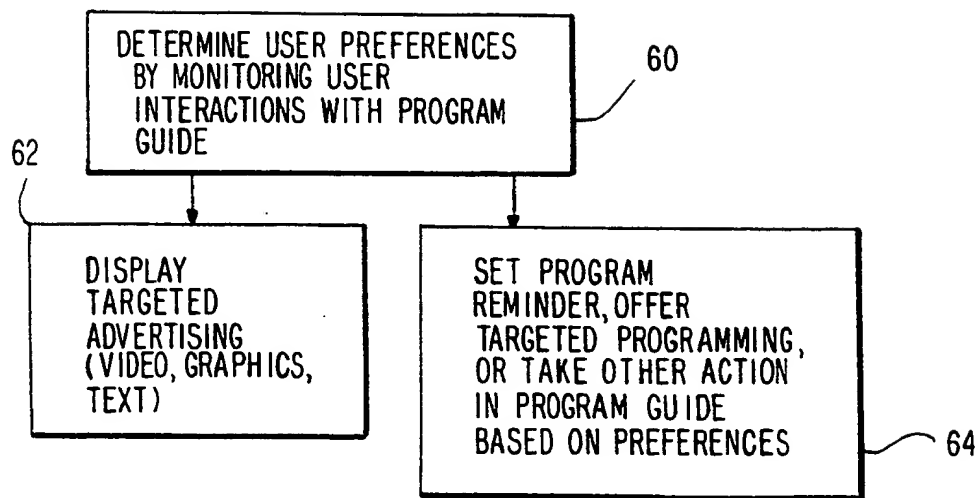 DETERMINE USER PREFERENCES
BY MONITORING USER
INTERACTIONS WITH PROGRAM
GUIDE
60
62
DISPLAY
TARGETED
ADVERTISING
(VIDEO, GRAPHICS,
TEXT)
SET PROGRAM
REMINDER, OFFER
TARGETED PROGRAMMING,
OR TAKE OTHER ACTION
IN PROGRAM GUIDE
BASED ON PREFERENCES
64